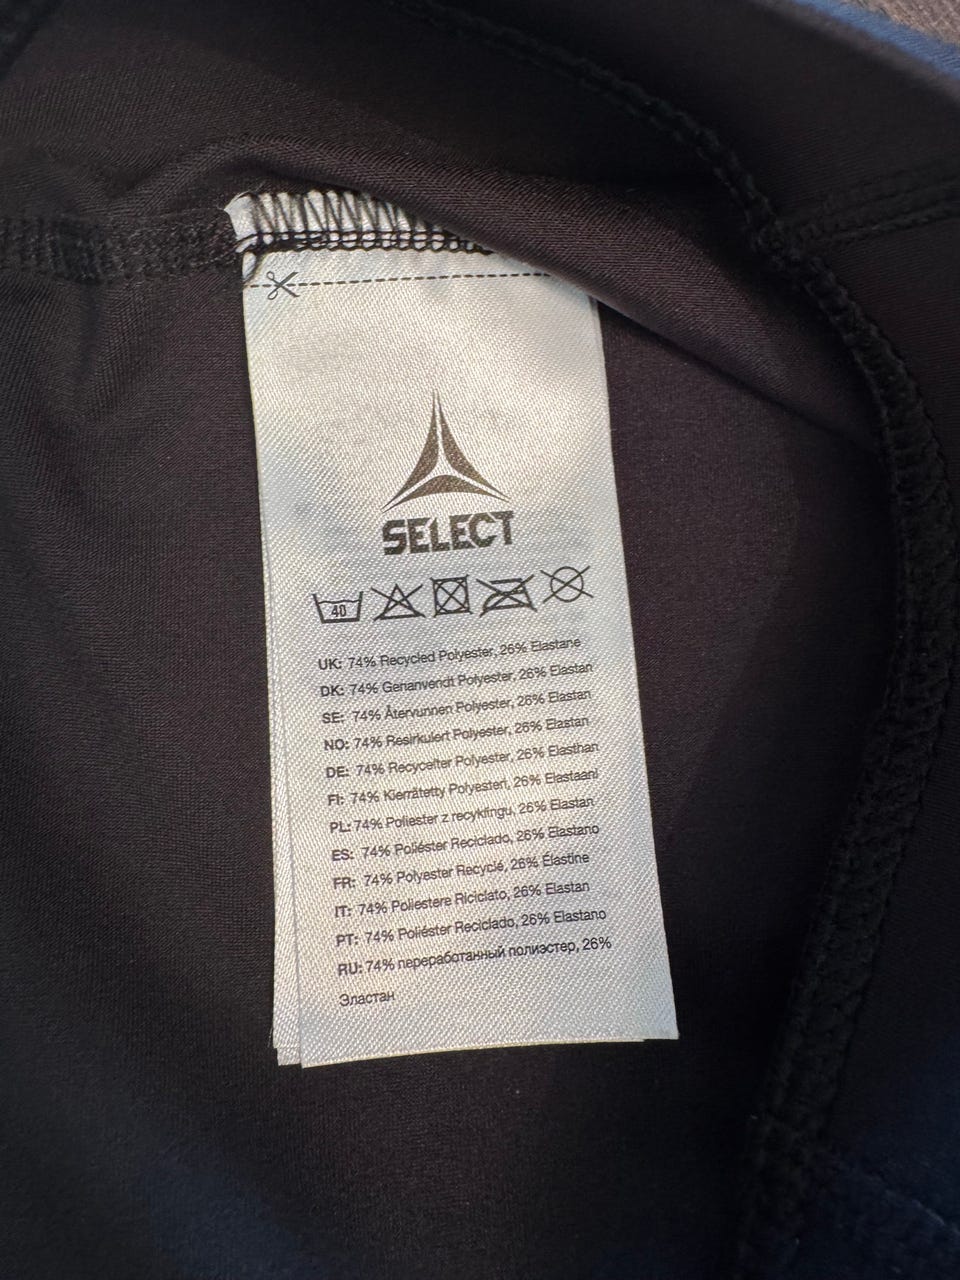 SELECT
40
UK: 74% Recycled Polyester, 26% Elastane
DK: 74% Genanvendt Polyester, 26% Elastan
SE: 74% Återvunnen Polyester, 26% Elastan
NO: 74% Resirkulert Polyester, 26% Elastan
DE: 74% Recycelter Polyester, 26% Elasthan
FI: 74% Kierrätetty Polyesteri, 26% Elastaani
PL: 74% Poliester z recyklingu, 26% Elastan
ES: 74% Poliéster Reciclado, 26% Elastano
FR: 74% Polyester Recyclé, 26% Élastine
IT: 74% Poliestere Riciclato, 26% Elastan
PT: 74% Poliéster Reciclado, 26% Elastano
RU: 74% переработанный полиэстер, 26%
Эластан